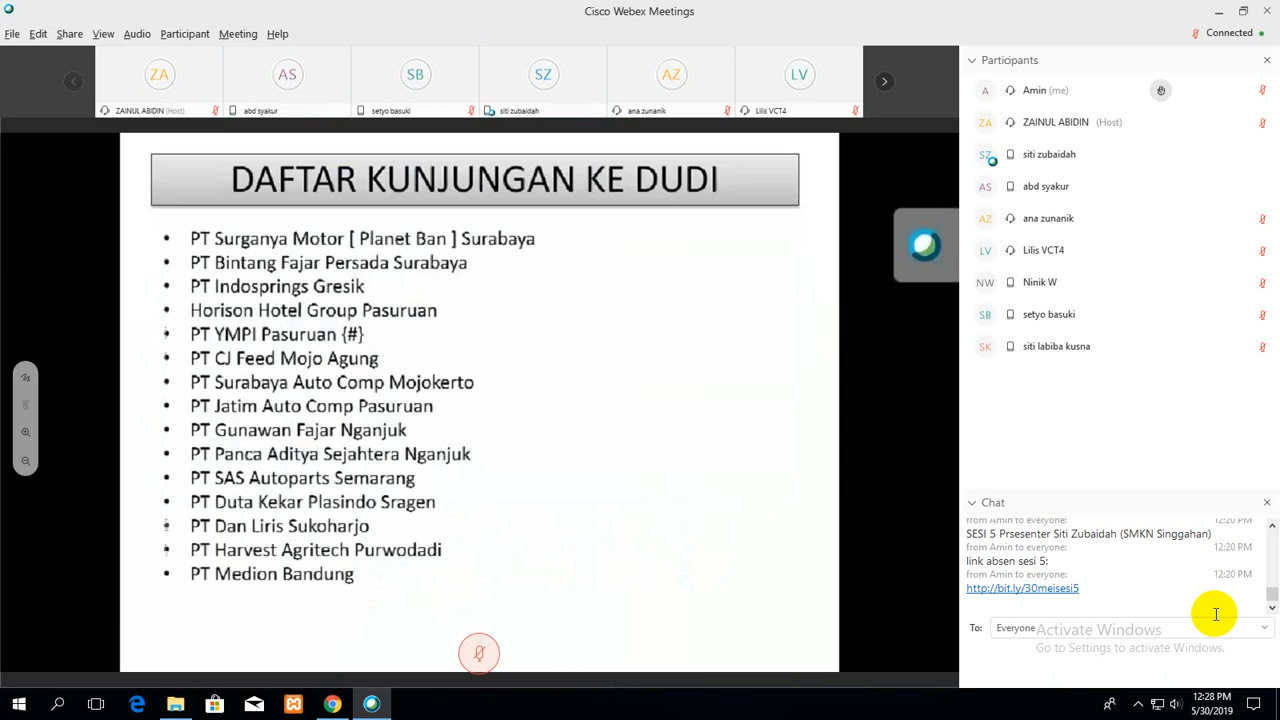 Cisco Webex Meetings
File Edit Share View Audio Participant Meeting Help
Connected
ZA
AS
SB
SZ
AZ
LV
ZAINUL ABIDIN (Host)
abd syakur
setyo basuki
siti zubaidah
ana zunanik
Lilis VCT4
DAFTAR KUNJUNGAN KE DUDI
• PT Surganya Motor [ Planet Ban ] Surabaya
• PT Bintang Fajar Persada Surabaya
• PT Indosprings Gresik
• Horison Hotel Group Pasuruan
• PT YMPI Pasuruan {#}
• PT CJ Feed Mojo Agung
• PT Surabaya Auto Comp Mojokerto
• PT Jatim Auto Comp Pasuruan
• PT Gunawan Fajar Nganjuk
• PT Panca Aditya Sejahtera Nganjuk
• PT SAS Autoparts Semarang
• PT Duta Kekar Plasindo Sragen
• PT Dan Liris Sukoharjo
• PT Harvest Agritech Purwodadi
• PT Medion Bandung
Participants
A Amin (me)
ZA ZAINUL ABIDIN (Host)
SZ siti zubaidah
AS abd syakur
AZ ana zunanik
LV Lilis VCT4
NW Ninik W
SB setyo basuki
SK siti labiba kusna
Chat
from Amin to everyone: 12:20 PM
SESI 5 Prsesenter Siti Zubaidah (SMKN Singgahan)
from Amin to everyone: 12:20 PM
link absen sesi 5:
from Amin to everyone: 12:20 PM
http://bit.ly/30meisesi5
To: Everyone
Activate Windows
Go to Settings to activate Windows.
12:28 PM
5/30/2019